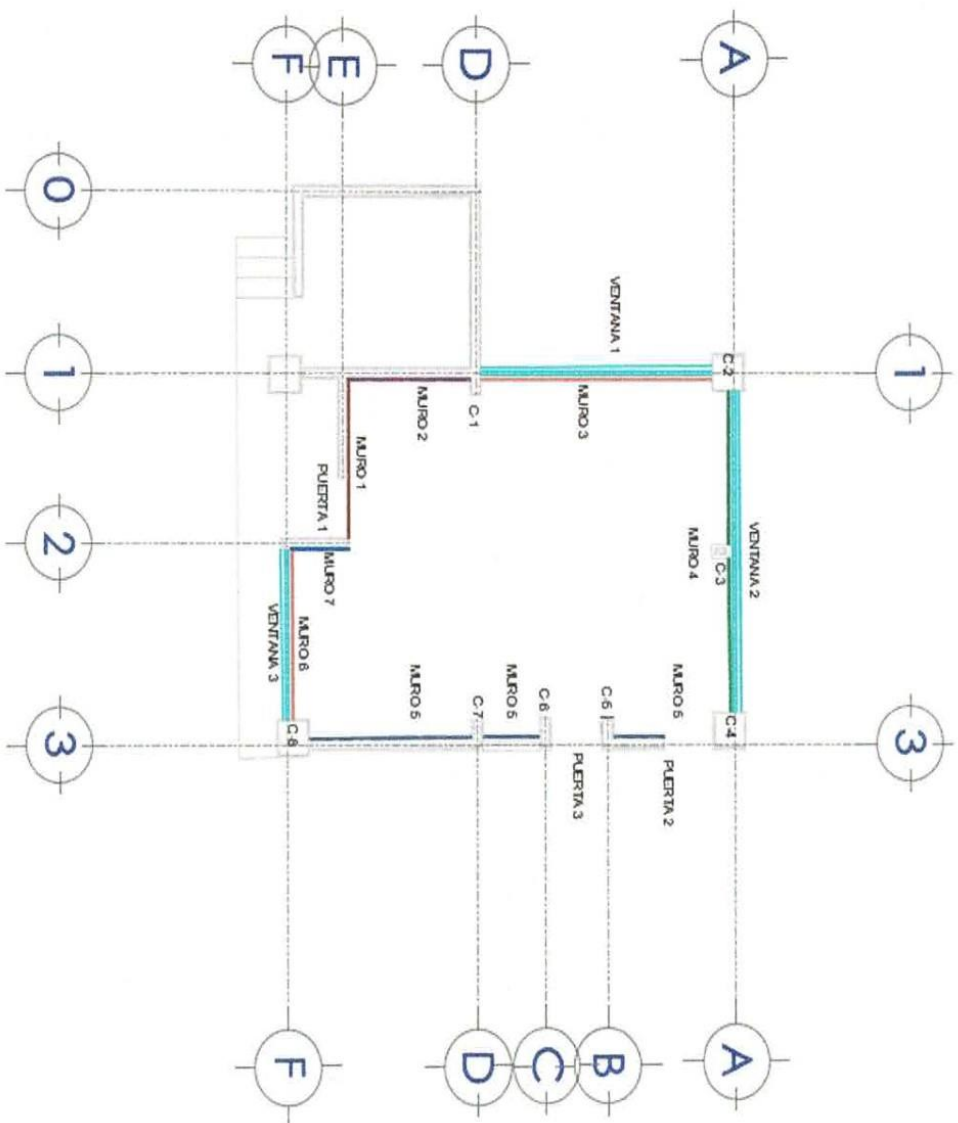 F
E
D
A
0
1
1
VENTANA 1
C-2
MURO 3
C-1
MURO 2
MURO 1
PUERTA 1
2
VENTANA 2
C-3
MURO 4
MURO 7
MURO 6
VENTANA 3
MURO 5
MURO 5
C-6
C-7
C-5
MURO 5
C-4
C-8
3
3
PUERTA 3
PUERTA 2
F
D
C
B
A